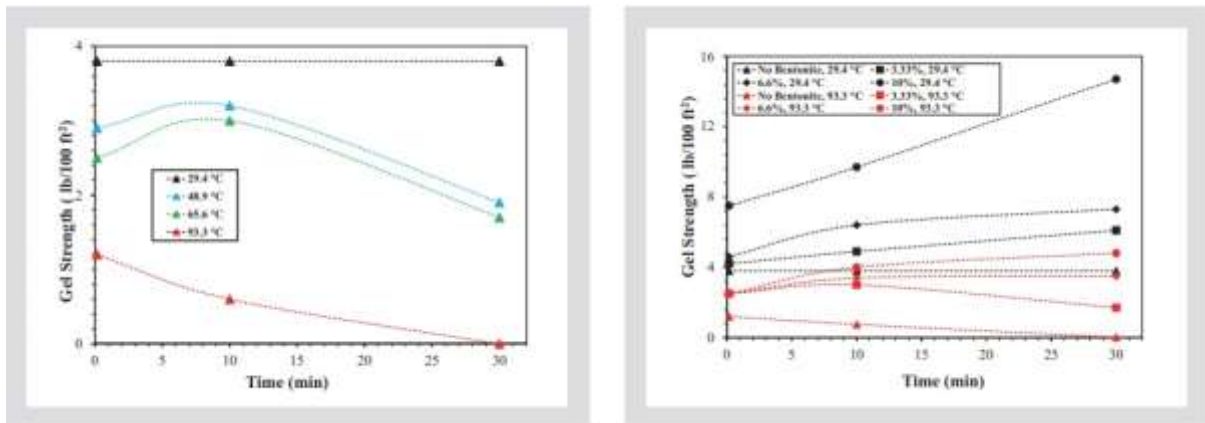 4
2
0
Gel Strength ( lb/100 ft²)
29.4 °C
48.9 °C
65.6 °C
93.3 °C
0 5 10 15 20 25 30
Time (min)
16
12
8
4
0
Gel Strength ( lb/100 ft²)
No Bentonite, 29.4 °C 3.33%, 29.4 °C
6.6%, 29.4 °C 10%, 29.4 °C
No Bentonite, 93.3 °C 3.33%, 93.3 °C
6.6%, 93.3 °C 10%, 93.3 °C
0 5 10 15 20 25 30
Time (min)